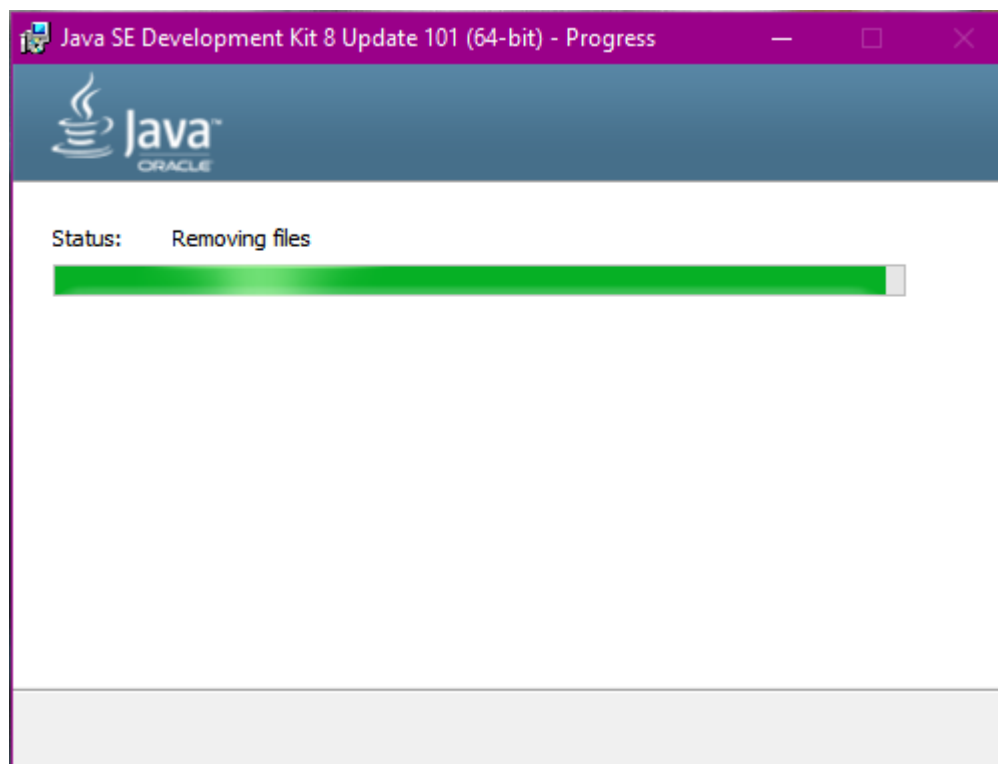 Java SE Development Kit 8 Update 101 (64-bit) - Progress
Java™
ORACLE
Status: Removing files